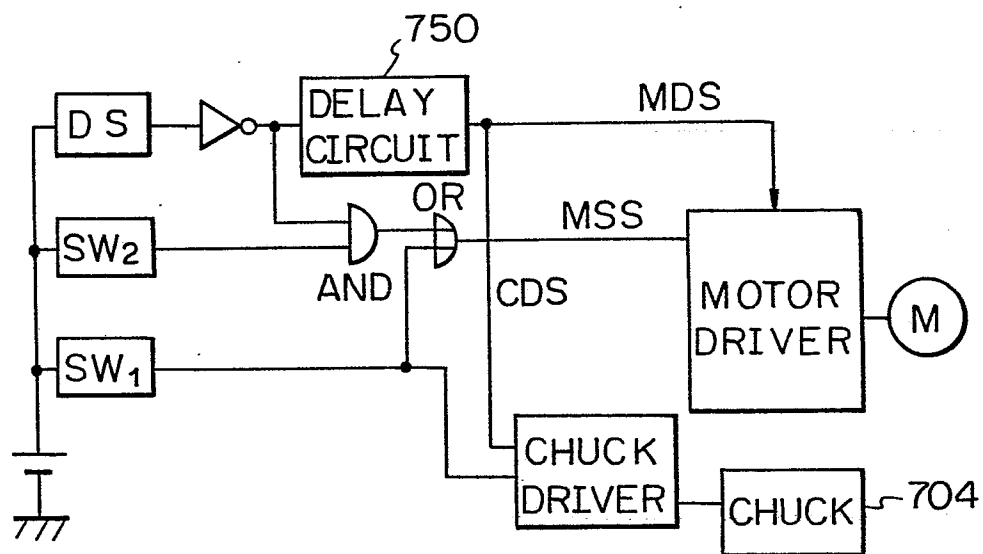 750
DS
DELAY
CIRCUIT
MDS
OR
MSS
SW2
AND
CDS
MOTOR
DRIVER
M
SW1
CHUCK
DRIVER
CHUCK
704